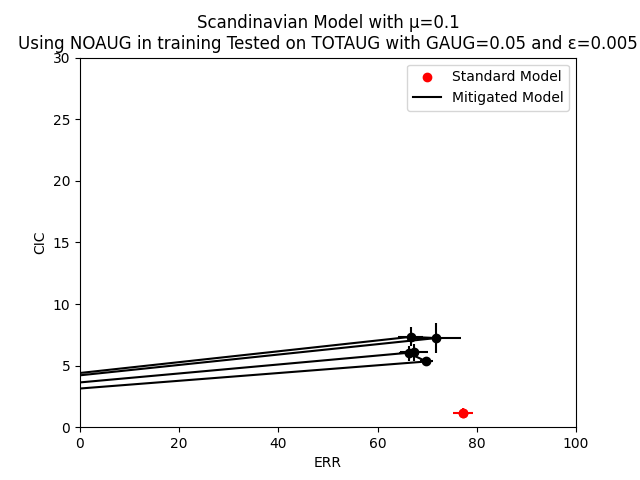 Scandinavian Model with μ=0.1
Using NOAUG in training Tested on TOTAUG with GAUG=0.05 and ε=0.005
Standard Model
Mitigated Model
30
25
20
15
10
5
0
CIC
0 20 40 60 80 100
ERR